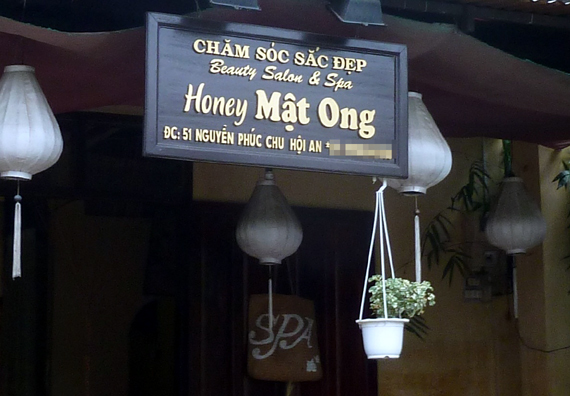 CHĂM SÓC SẮC ĐẸP
Beauty Salon & Spa
Honey Mật Ong
ĐC: 51 NGUYỄN PHÚC CHU HỘI AN *
SPA